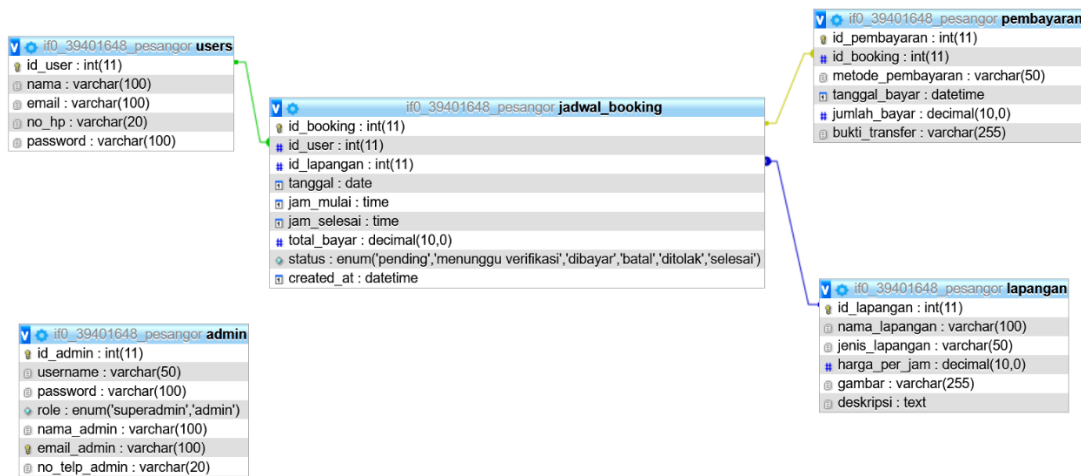 if0_39401648_pesangor users
id_user : int(11)
nama : varchar(100)
email : varchar(100)
no_hp : varchar(20)
password : varchar(100)
if0_39401648_pesangor jadwal_booking
id_booking : int(11)
id_user : int(11)
id_lapangan : int(11)
tanggal : date
jam_mulai : time
jam_selesai : time
total_bayar : decimal(10,0)
status : enum('pending','menunggu verifikasi','dibayar','batal','ditolak','selesai')
created_at : datetime
if0_39401648_pesangor pembayaran
id_pembayaran : int(11)
id_booking : int(11)
metode_pembayaran : varchar(50)
tanggal_bayar : datetime
jumlah_bayar : decimal(10,0)
bukti_transfer : varchar(255)
if0_39401648_pesangor admin
id_admin : int(11)
username : varchar(50)
password : varchar(100)
role : enum('superadmin','admin')
nama_admin : varchar(100)
email_admin : varchar(100)
no_telp_admin : varchar(20)
if0_39401648_pesangor lapangan
id_lapangan : int(11)
nama_lapangan : varchar(100)
jenis_lapangan : varchar(50)
harga_per_jam : decimal(10,0)
gambar : varchar(255)
deskripsi : text